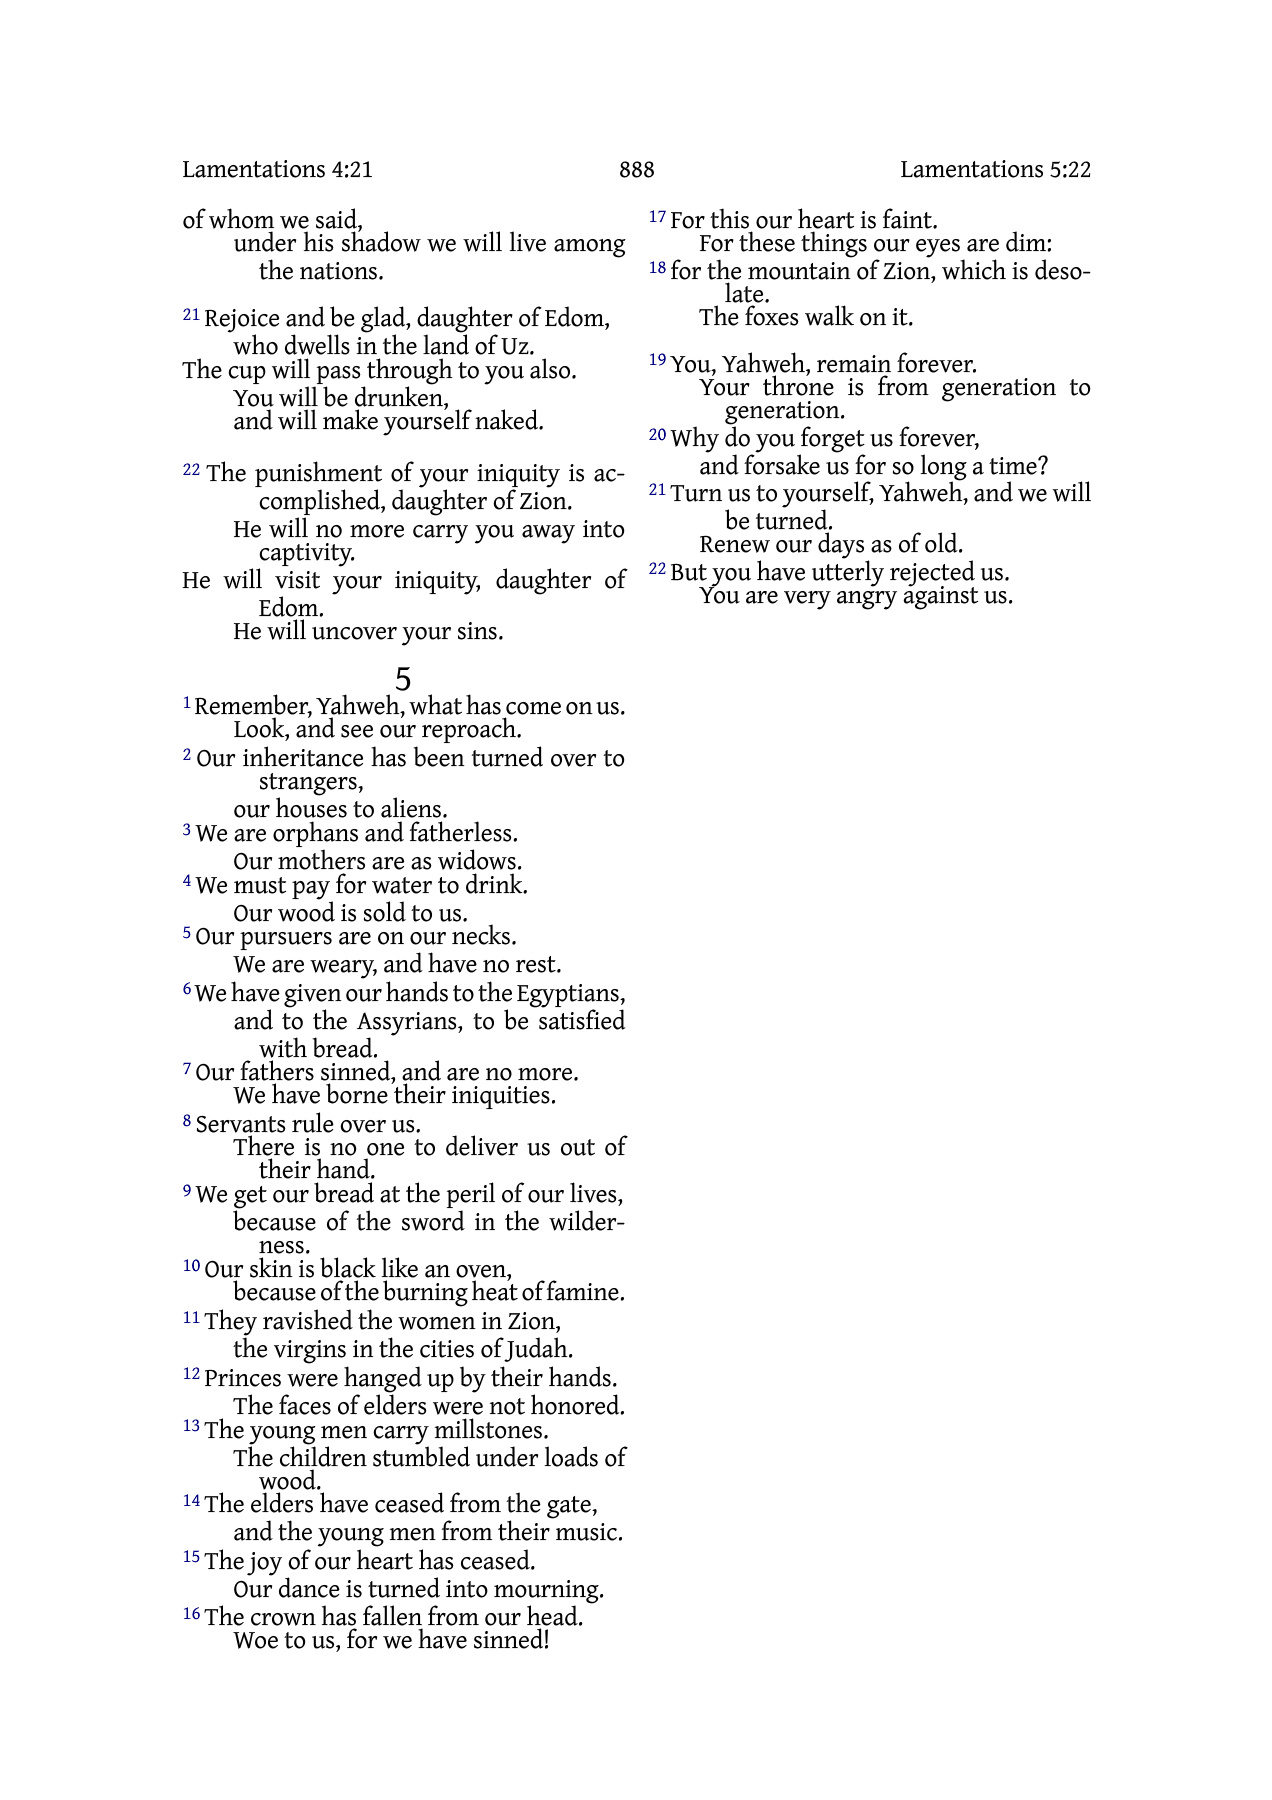 Lamentations 4:21 888 Lamentations 5:22
of whom we said,
under his shadow we will live among
the nations.
21 Rejoice and be glad, daughter of Edom,
who dwells in the land of Uz.
The cup will pass through to you also.
You will be drunken,
and will make yourself naked.
22 The punishment of your iniquity is ac-
complished, daughter of Zion.
He will no more carry you away into
captivity.
He will visit your iniquity, daughter of
Edom.
He will uncover your sins.
5
1 Remember, Yahweh, what has come on us.
Look, and see our reproach.
2 Our inheritance has been turned over to
strangers,
our houses to aliens.
3 We are orphans and fatherless.
Our mothers are as widows.
4 We must pay for water to drink.
Our wood is sold to us.
5 Our pursuers are on our necks.
We are weary, and have no rest.
6 We have given our hands to the Egyptians,
and to the Assyrians, to be satisfied
with bread.
7 Our fathers sinned, and are no more.
We have borne their iniquities.
8 Servants rule over us.
There is no one to deliver us out of
their hand.
9 We get our bread at the peril of our lives,
because of the sword in the wilder-
ness.
10 Our skin is black like an oven,
because of the burning heat of famine.
11 They ravished the women in Zion,
the virgins in the cities of Judah.
12 Princes were hanged up by their hands.
The faces of elders were not honored.
13 The young men carry millstones.
The children stumbled under loads of
wood.
14 The elders have ceased from the gate,
and the young men from their music.
15 The joy of our heart has ceased.
Our dance is turned into mourning.
16 The crown has fallen from our head.
Woe to us, for we have sinned!
17 For this our heart is faint.
For these things our eyes are dim:
18 for the mountain of Zion, which is deso-
late.
The foxes walk on it.
19 You, Yahweh, remain forever.
Your throne is from generation to
generation.
20 Why do you forget us forever,
and forsake us for so long a time?
21 Turn us to yourself, Yahweh, and we will
be turned.
Renew our days as of old.
22 But you have utterly rejected us.
You are very angry against us.